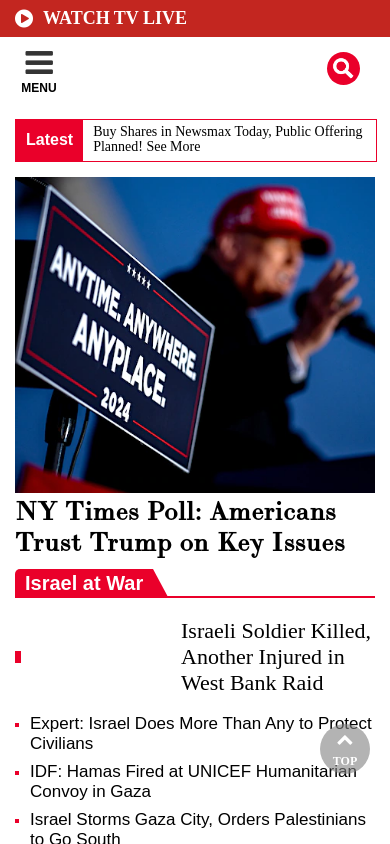 WATCH TV LIVE
MENU
Latest
Buy Shares in Newsmax Today, Public Offering
Planned! See More
ANYTIME. ANYWHERE.
ANYPLACE.
2024
NY Times Poll: Americans
Trust Trump on Key Issues
Israel at War
Israeli Soldier Killed,
Another Injured in
West Bank Raid
Expert: Israel Does More Than Any to Protect
Civilians
IDF: Hamas Fired at UNICEF Humanitarian
Convoy in Gaza
TOP
Israel Storms Gaza City, Orders Palestinians
to Go South